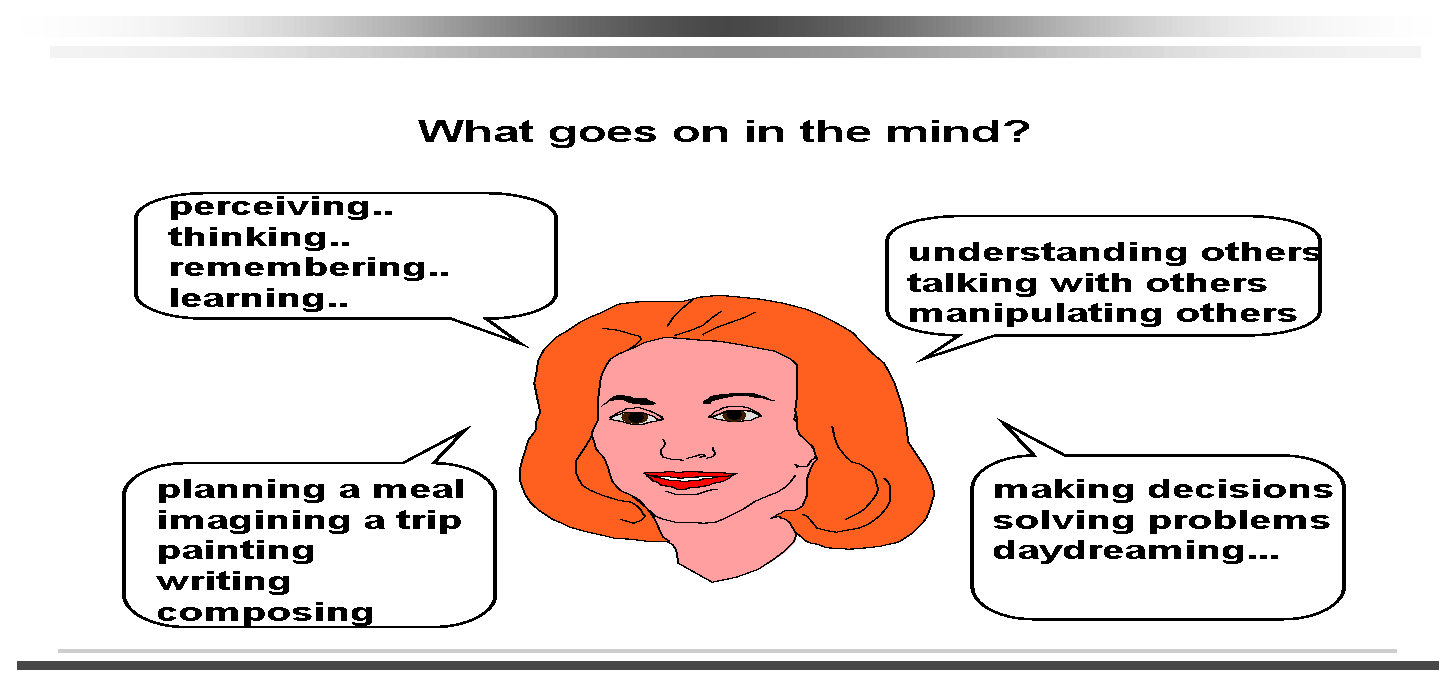 What goes on in the mind?
perceiving..
thinking..
remembering..
learning..
understanding others
talking with others
manipulating others
planning a meal
imagining a trip
painting
writing
composing
making decisions
solving problems
daydreaming...